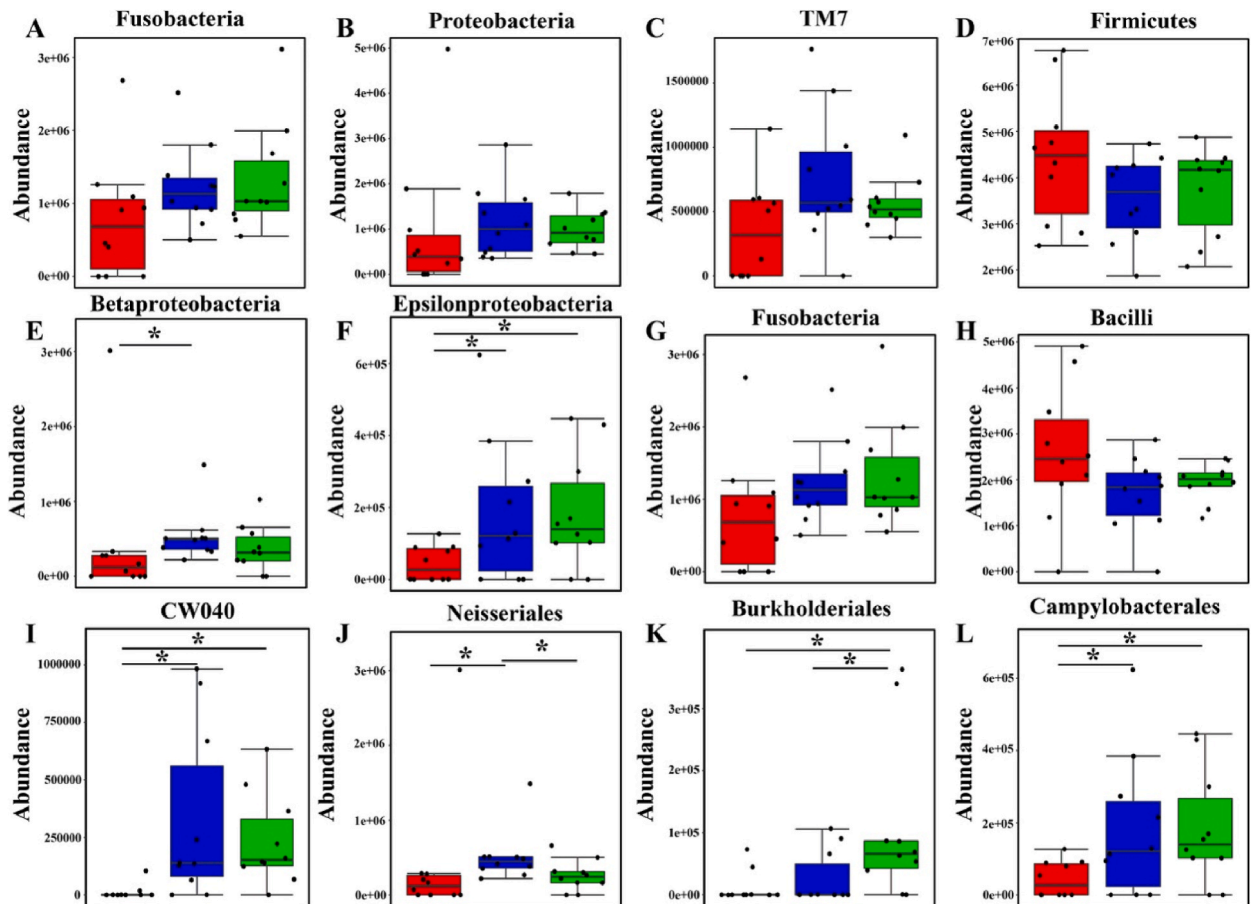 A Fusobacteria
Abundance
3e+06
2e+06
1e+06
0e+00
B Proteobacteria
Abundance
5e+06
4e+06
3e+06
2e+06
1e+06
0e+00
C TM7
Abundance
1500000
1000000
500000
0
D Firmicutes
Abundance
7e+06
6e+06
5e+06
4e+06
3e+06
2e+06
E Betaproteobacteria
Abundance
3e+06
2e+06
1e+06
0e+00
*
F Epsilonproteobacteria
Abundance
6e+05
4e+05
2e+05
0e+00
*
*
G Fusobacteria
Abundance
3e+06
2e+06
1e+06
0e+00
H Bacilli
Abundance
5e+06
4e+06
3e+06
2e+06
1e+06
0e+00
I CW040
Abundance
1000000
750000
500000
250000
0
*
*
J Neisseriales
Abundance
3e+06
2e+06
1e+06
0e+00
* *
K Burkholderiales
Abundance
3e+05
2e+05
1e+05
0e+00
*
*
L Campylobacterales
Abundance
6e+05
4e+05
2e+05
0e+00
*
*